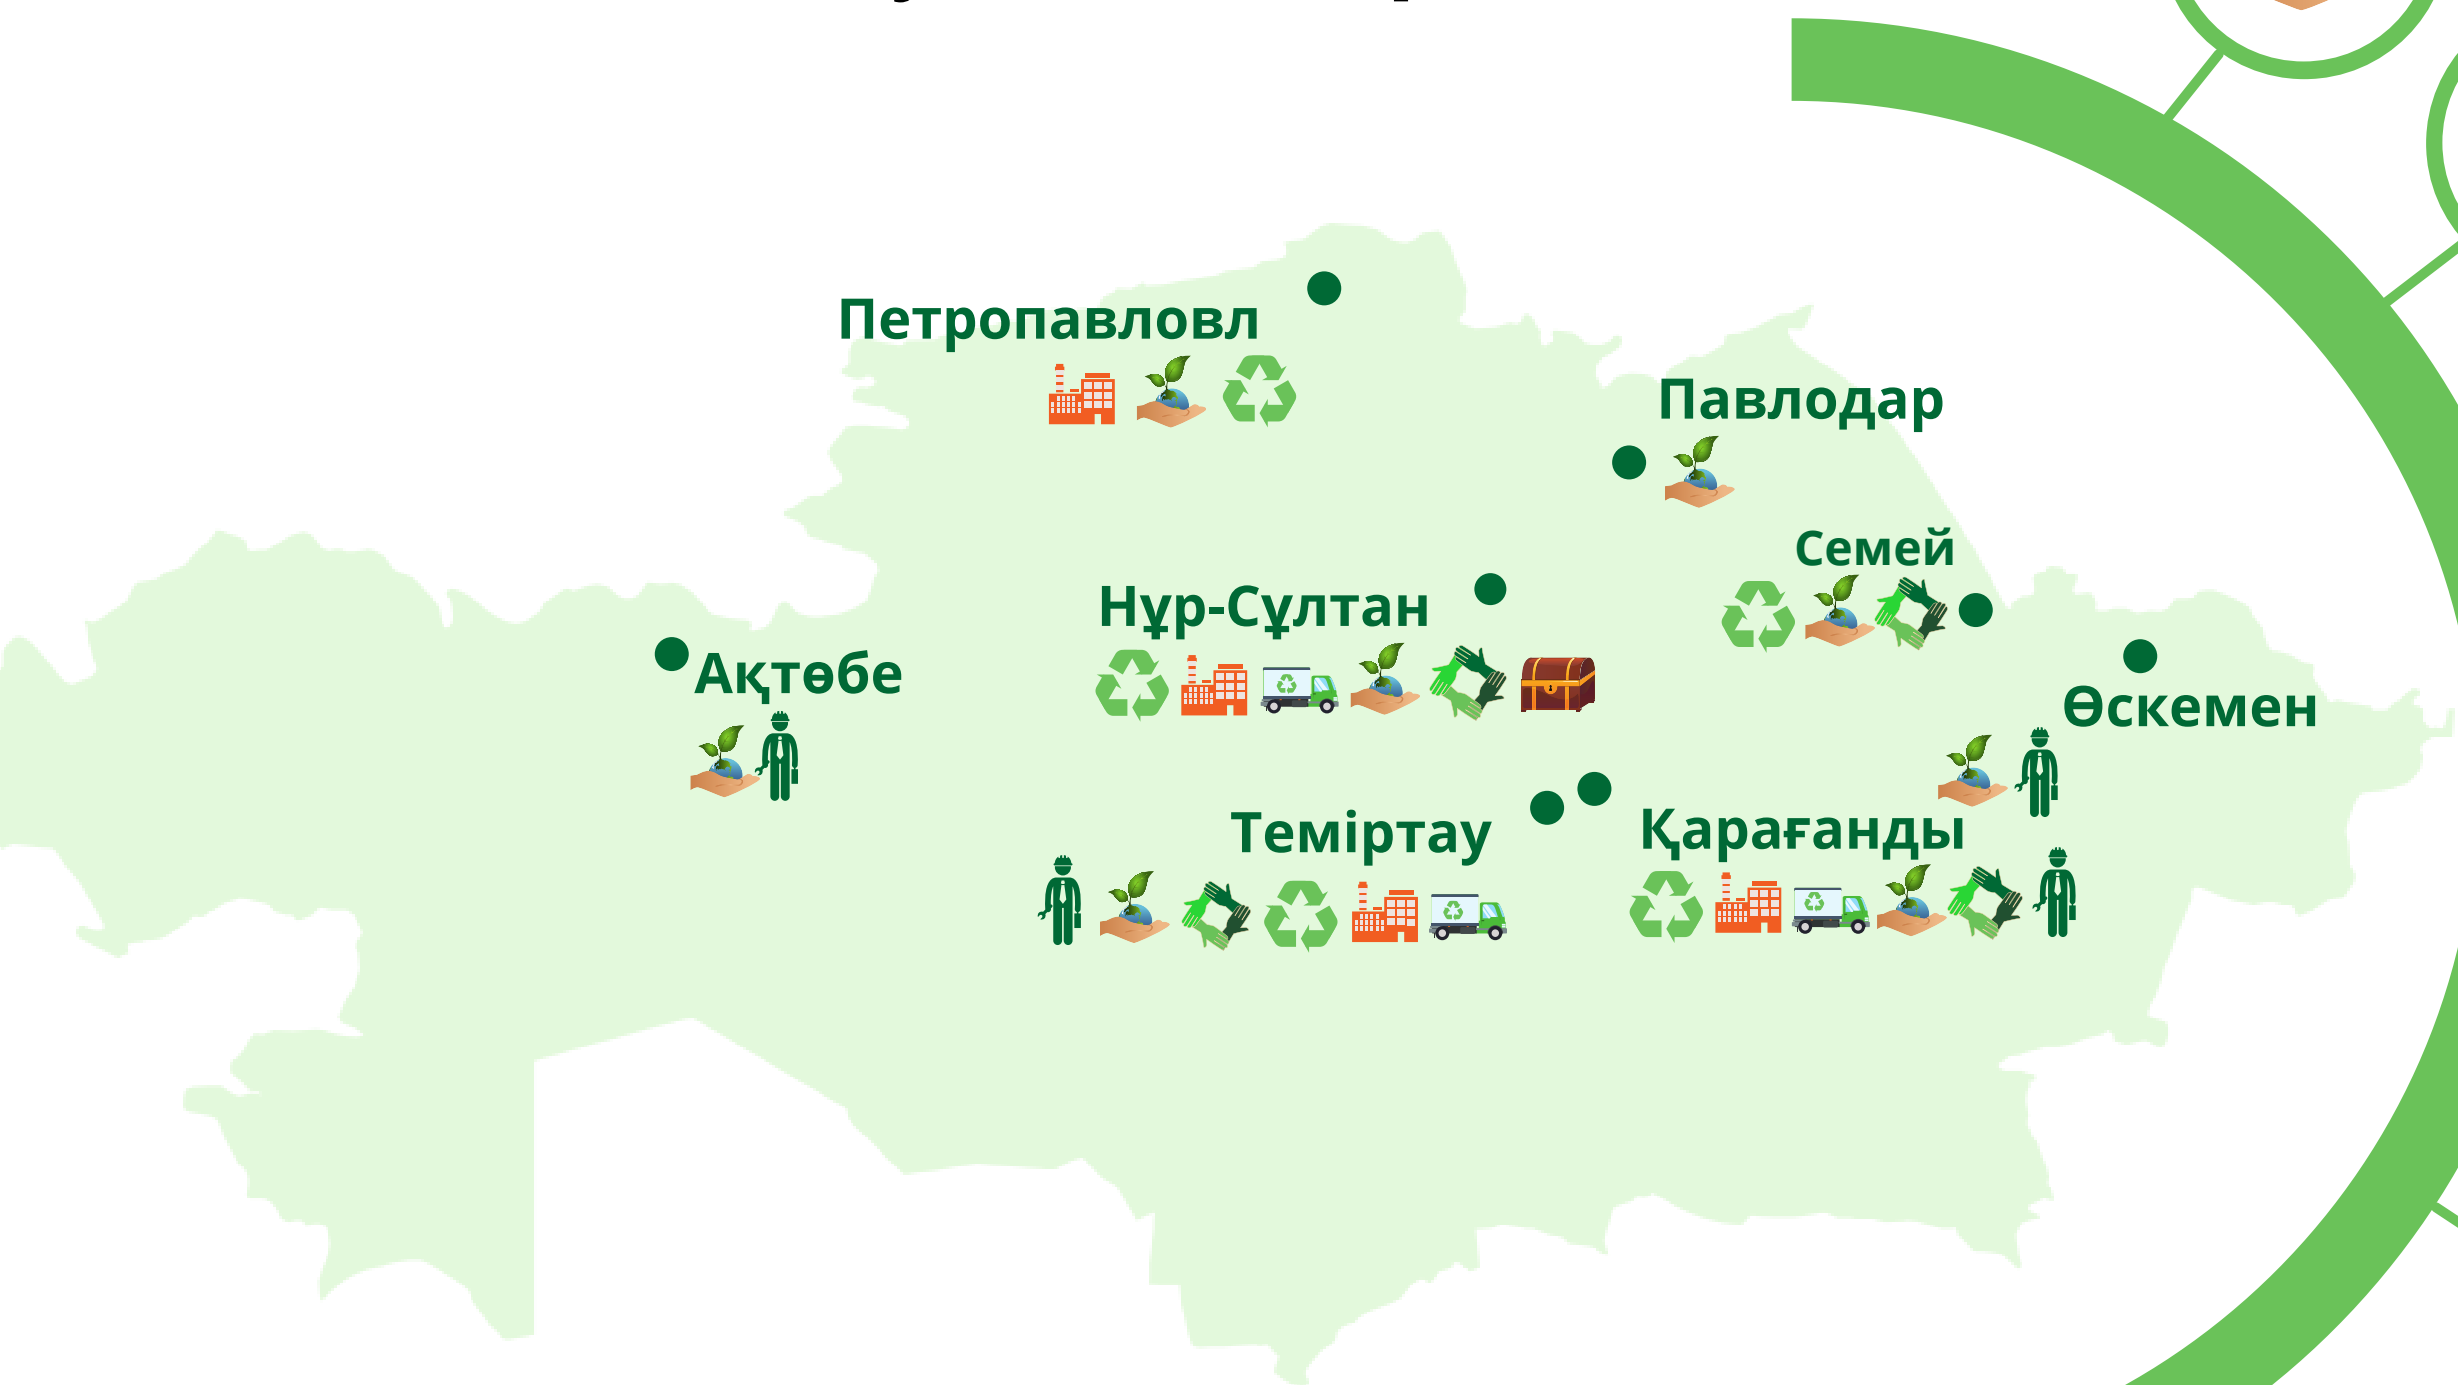 Петропавловл
Павлодар
Семей
Нұр-Сұлтан
Ақтөбе
Өскемен
Теміртау
Қарағанды